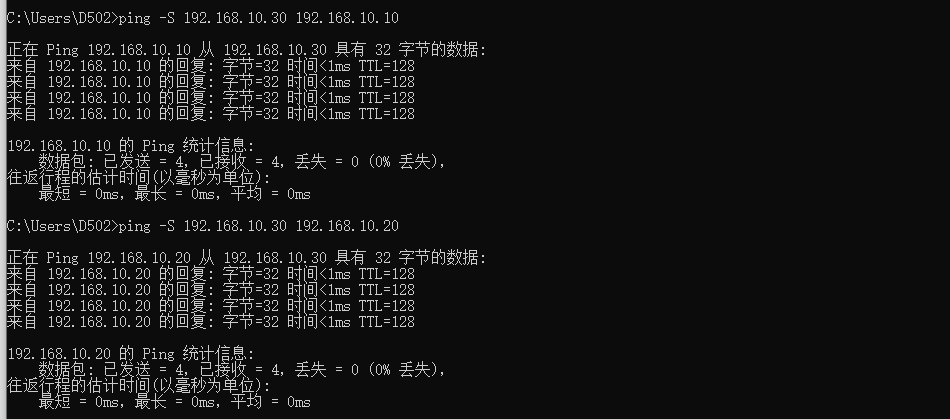 C:\Users\D502>ping -S 192.168.10.30 192.168.10.10
正在 Ping 192.168.10.10 从 192.168.10.30 具有 32 字节的数据:
来自 192.168.10.10 的回复: 字节=32 时间<1ms TTL=128
来自 192.168.10.10 的回复: 字节=32 时间<1ms TTL=128
来自 192.168.10.10 的回复: 字节=32 时间<1ms TTL=128
来自 192.168.10.10 的回复: 字节=32 时间<1ms TTL=128
192.168.10.10 的 Ping 统计信息:
数据包: 已发送 = 4，已接收 = 4，丢失 = 0 (0% 丢失)，
往返行程的估计时间(以毫秒为单位):
最短 = 0ms，最长 = 0ms，平均 = 0ms
C:\Users\D502>ping -S 192.168.10.30 192.168.10.20
正在 Ping 192.168.10.20 从 192.168.10.30 具有 32 字节的数据:
来自 192.168.10.20 的回复: 字节=32 时间<1ms TTL=128
来自 192.168.10.20 的回复: 字节=32 时间<1ms TTL=128
来自 192.168.10.20 的回复: 字节=32 时间<1ms TTL=128
来自 192.168.10.20 的回复: 字节=32 时间<1ms TTL=128
192.168.10.20 的 Ping 统计信息:
数据包: 已发送 = 4，已接收 = 4，丢失 = 0 (0% 丢失)，
往返行程的估计时间(以毫秒为单位):
最短 = 0ms，最长 = 0ms，平均 = 0ms